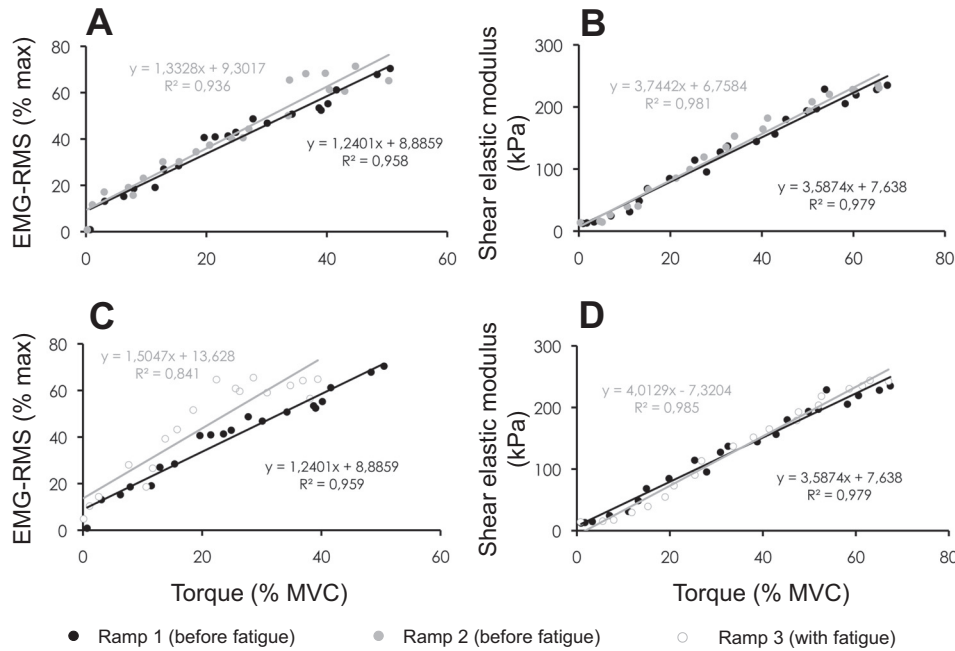 A
EMG-RMS (% max)
80
60
40
20
0
0
20
40
60
y = 1,3328x + 9,3017
R² = 0,936
y = 1,2401x + 8,8859
R² = 0,958
B
Shear elastic modulus
(kPa)
300
200
100
0
0
20
40
60
80
3,7442x + 6,7584
R² = 0,981
3,5874x + 7,638
R² = 0,979
C
EMG-RMS (% max)
80
60
40
20
0
0
20
40
60
y = 1,5047x + 13,628
R² = 0,841
y = 1,2401x + 8,8859
R² = 0,959
Torque (% MVC)
D
Shear elastic modulus
(kPa)
300
200
100
0
0
20
40
60
80
y = 4,0129x - 7,3204
R² = 0,985
y = 3,5874x + 7,638
R² = 0,979
Torque (% MVC)
Ramp 1 (before fatigue)
Ramp 2 (before fatigue)
Ramp 3 (with fatigue)